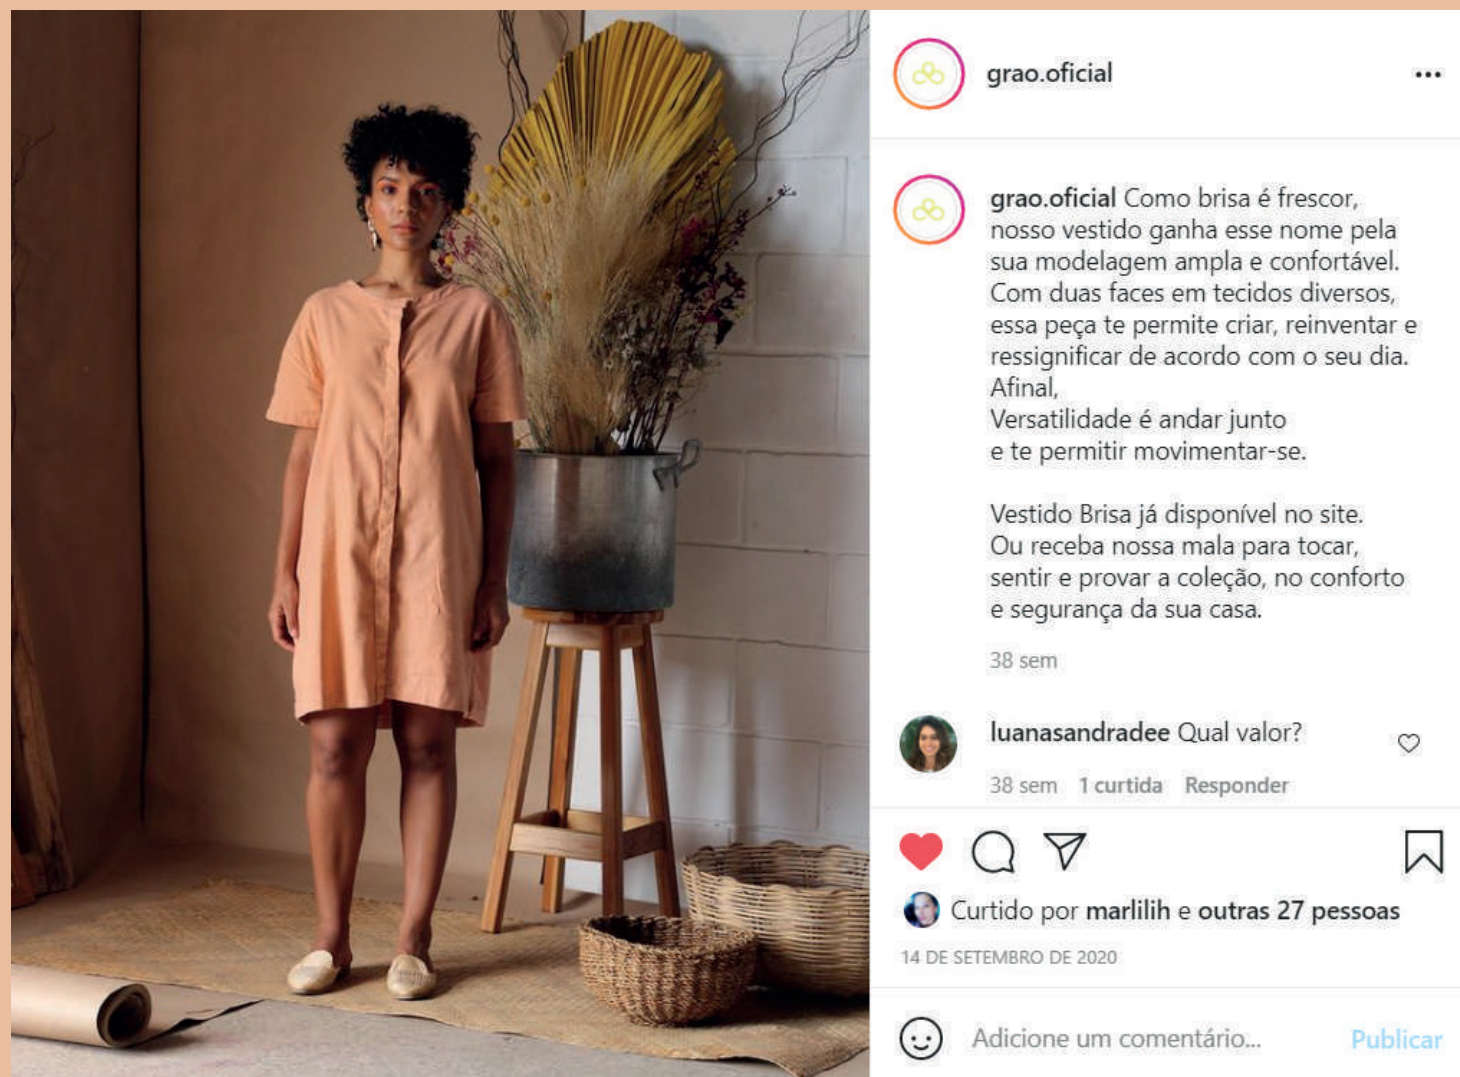 grao.oficial
grao.oficial Como brisa é frescor,
nosso vestido ganha esse nome pela
sua modelagem ampla e confortável.
Com duas faces em tecidos diversos,
essa peça te permite criar, reinventar e
ressignificar de acordo com o seu dia.
Afinal,
Versatilidade é andar junto
e te permitir movimentar-se.
Vestido Brisa já disponível no site.
Ou receba nossa mala para tocar,
sentir e provar a coleção, no conforto
e segurança da sua casa.
38 sem
luanasandradee Qual valor?
38 sem 1 curtida Responder
Curtido por marlilih e outras 27 pessoas
14 DE SETEMBRO DE 2020
Adicione um comentário... Publicar